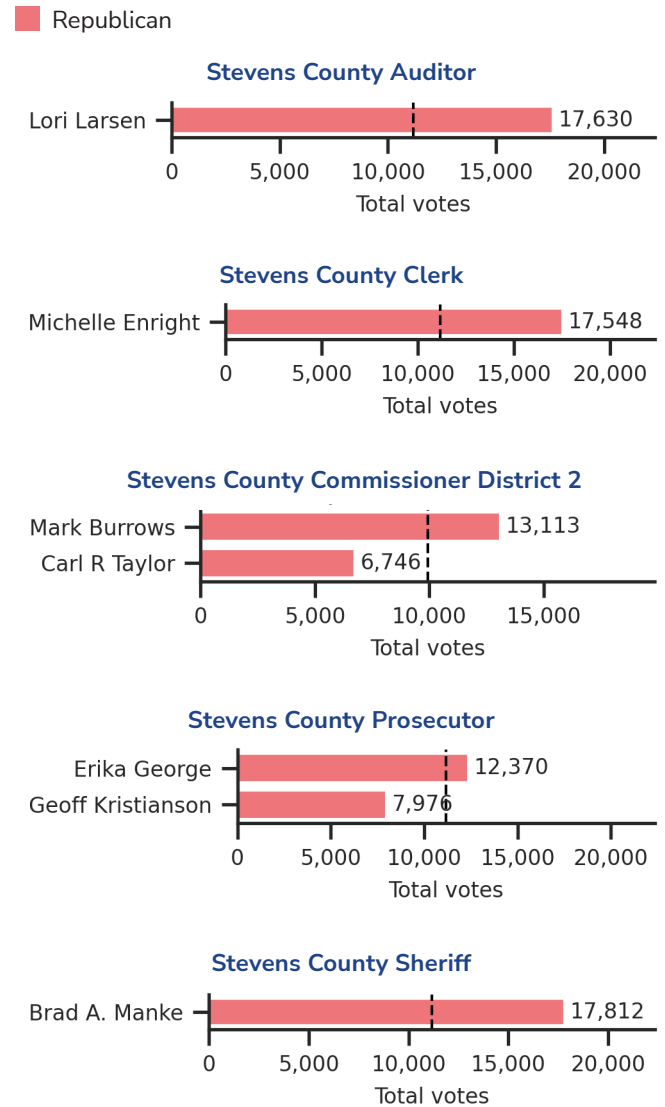 Republican
Stevens County Auditor
Lori Larsen 17,630
0 5,000 10,000 15,000 20,000
Total votes
Stevens County Clerk
Michelle Enright 17,548
0 5,000 10,000 15,000 20,000
Total votes
Stevens County Commissioner District 2
Mark Burrows 13,113
Carl R Taylor 6,746
0 5,000 10,000 15,000
Total votes
Stevens County Prosecutor
Erika George 12,370
Geoff Kristianson 7,976
0 5,000 10,000 15,000 20,000
Total votes
Stevens County Sheriff
Brad A. Manke 17,812
0 5,000 10,000 15,000 20,000
Total votes